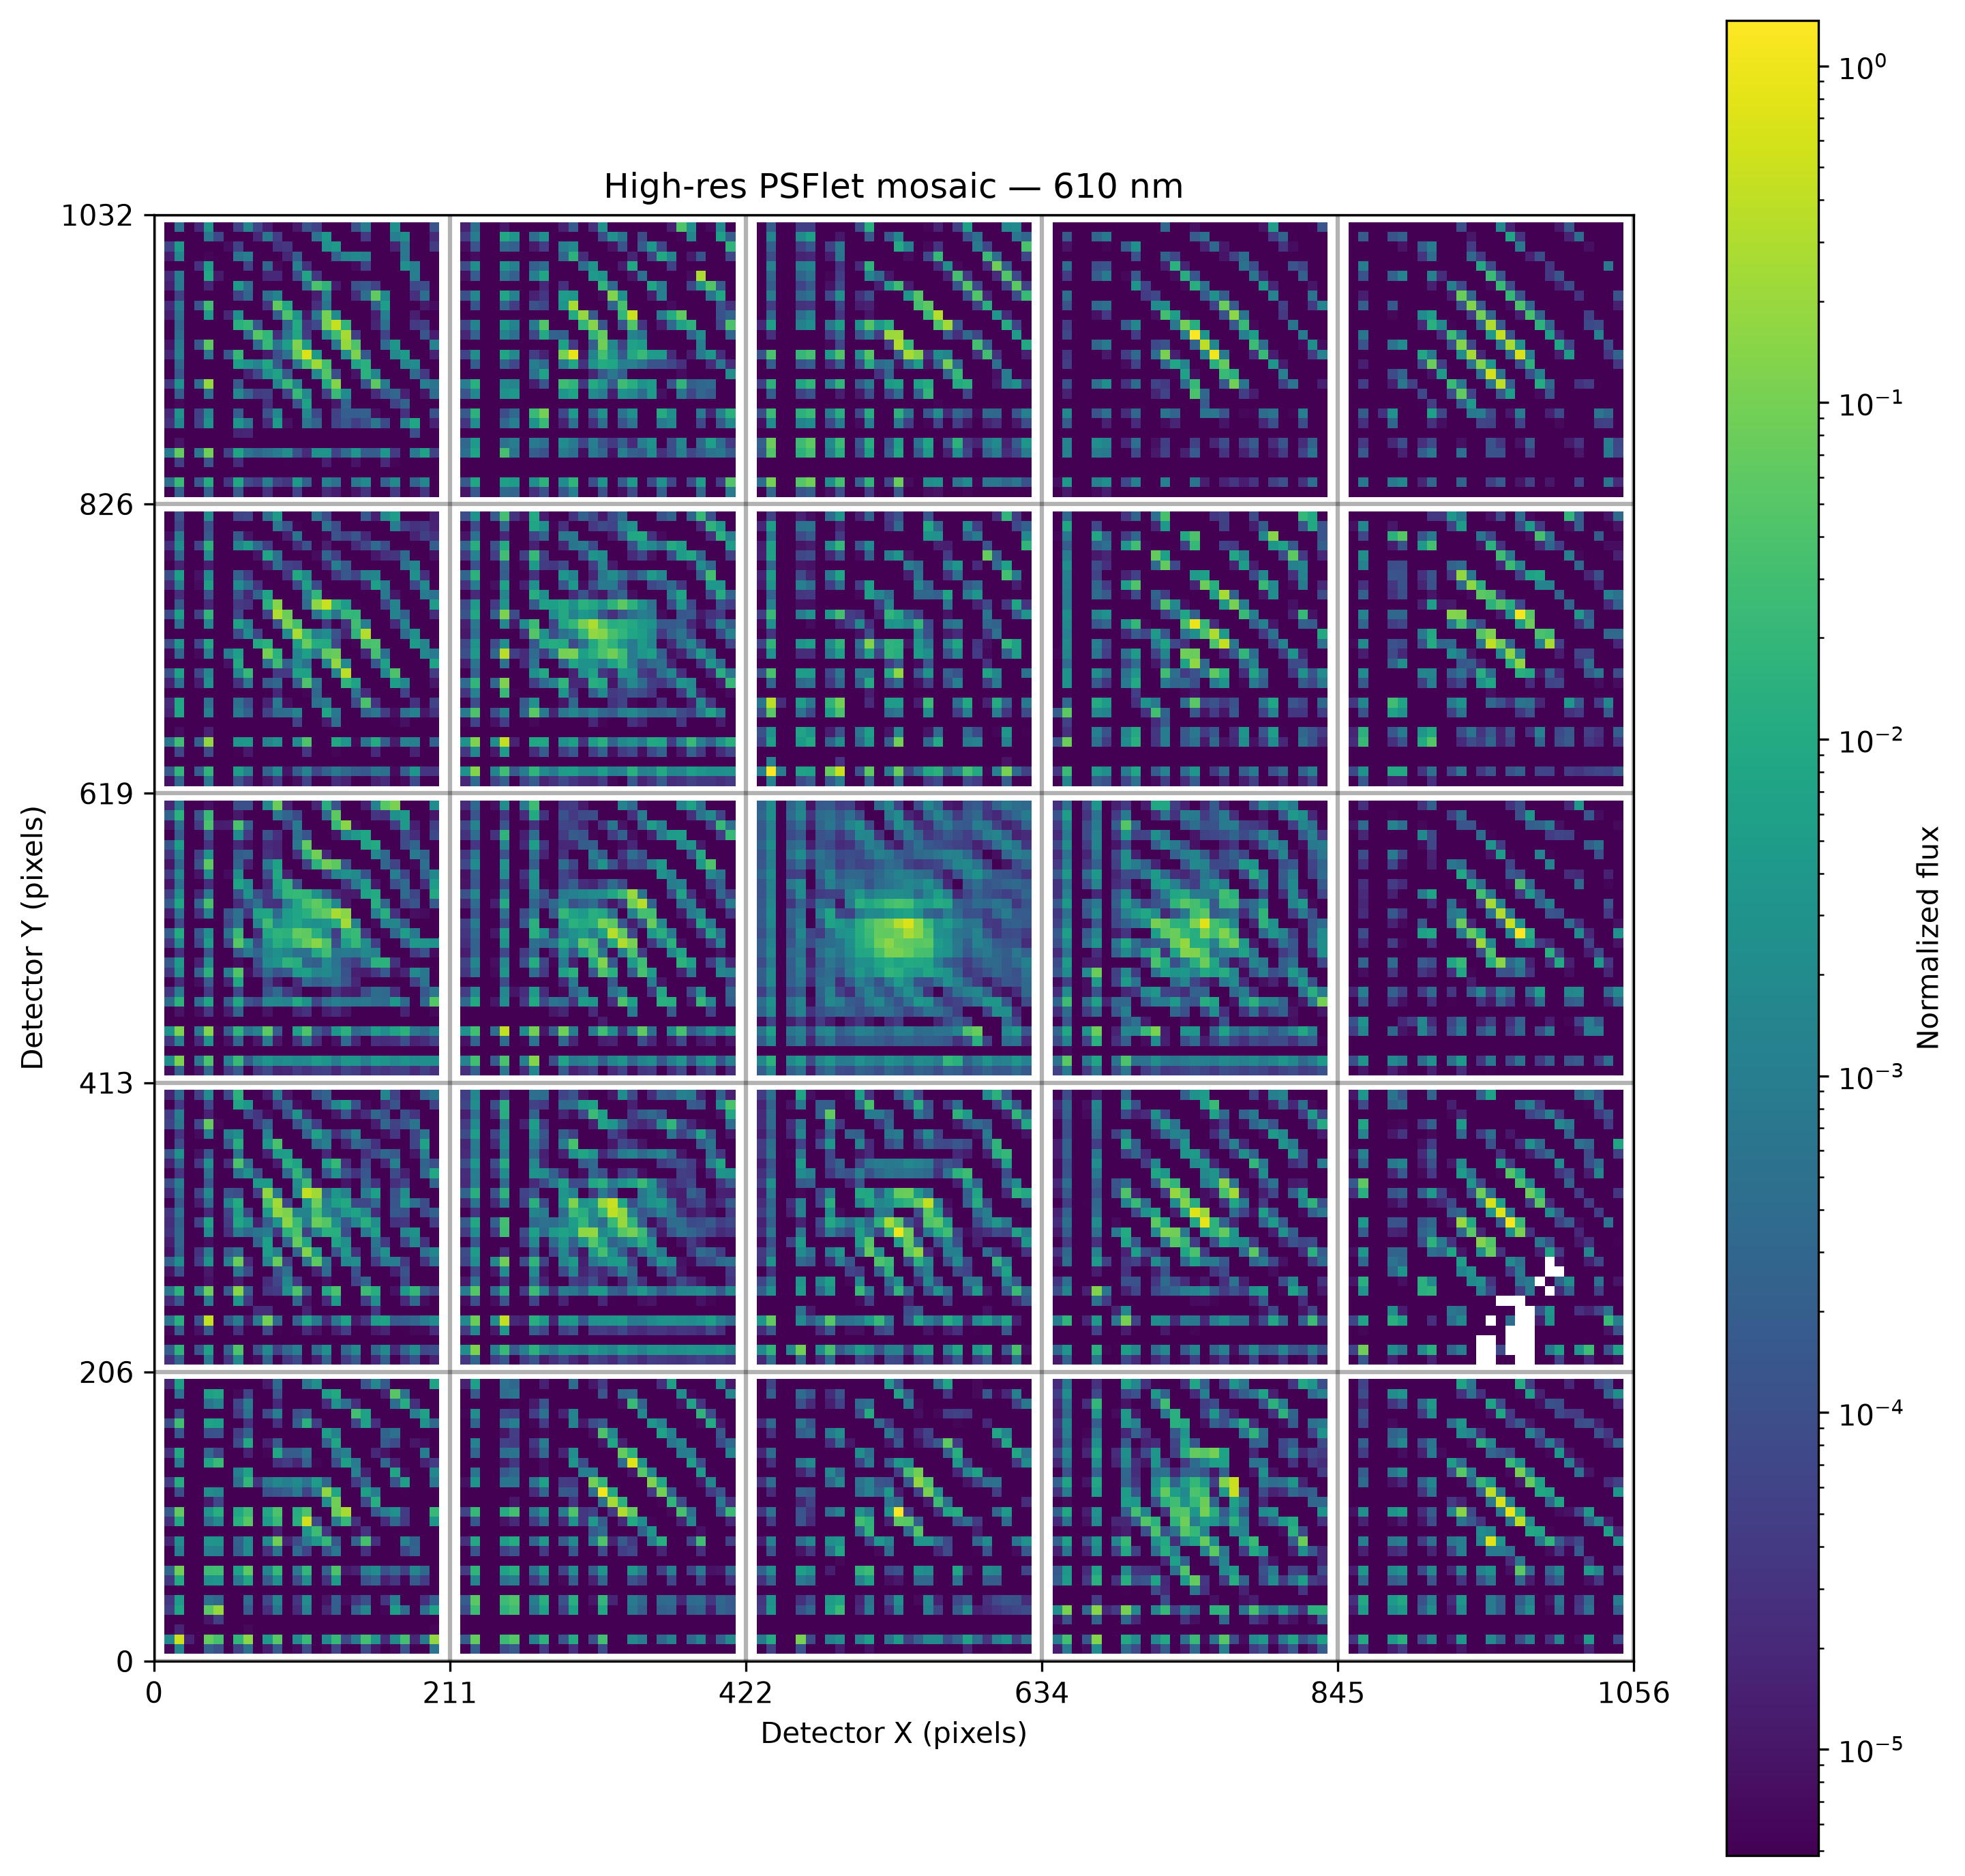 High-res PSFlet mosaic — 610 nm
1032
826
619
413
206
0
0 211 422 634 845 1056
Detector X (pixels)
Detector Y (pixels)
10⁰
10⁻¹
10⁻²
10⁻³
10⁻⁴
10⁻⁵
Normalized flux